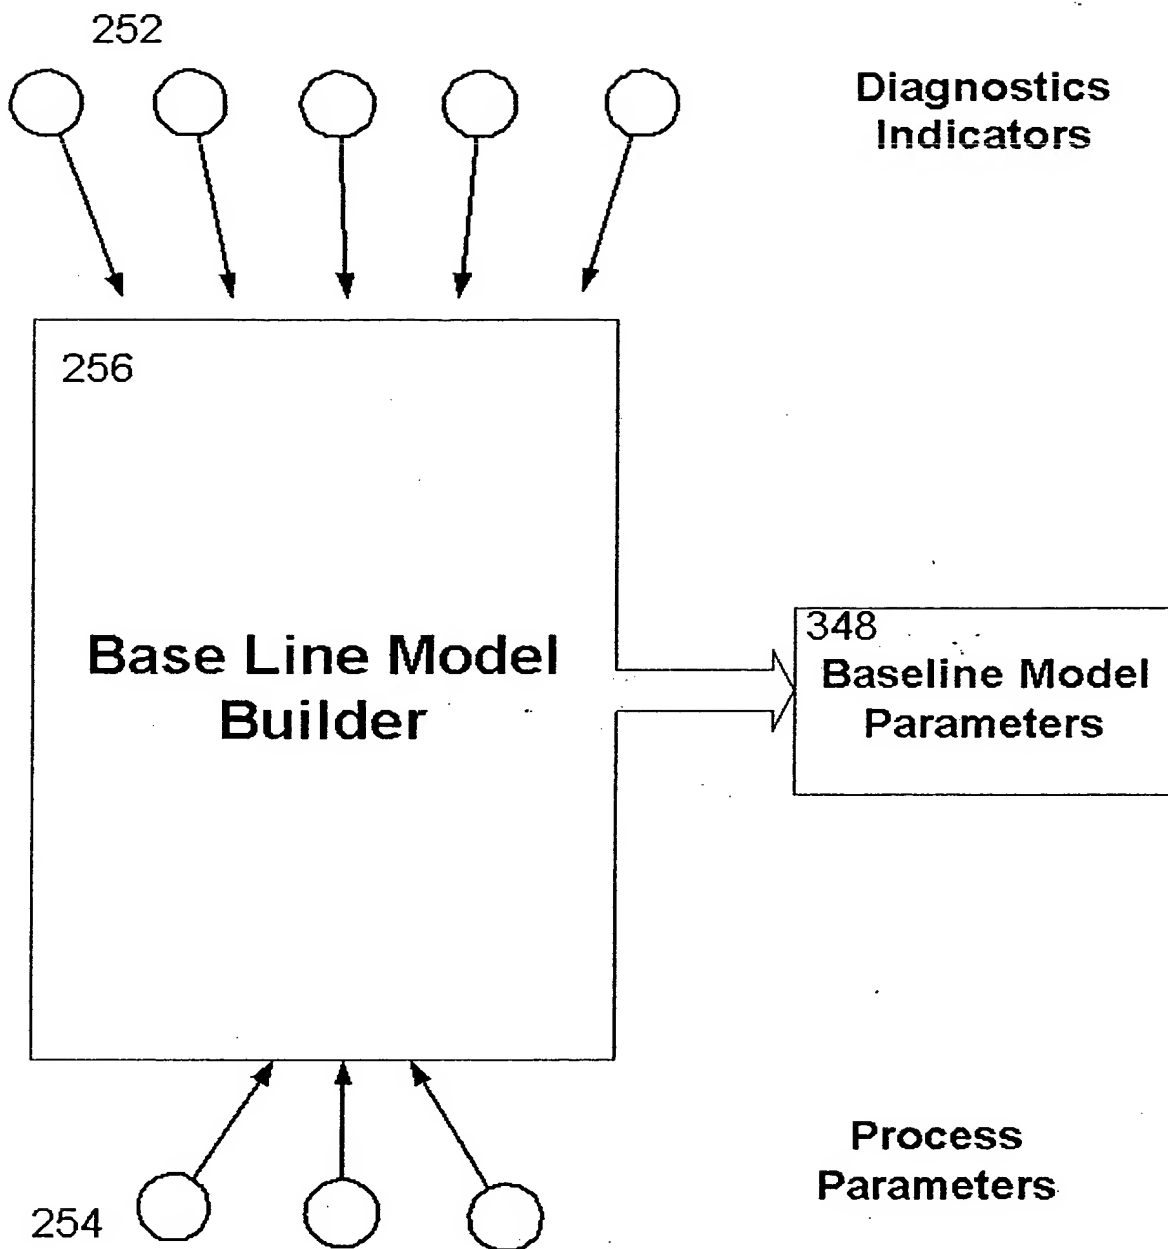 252
Diagnostics
Indicators
256
Base Line Model
Builder
348
Baseline Model
Parameters
Process
Parameters
254